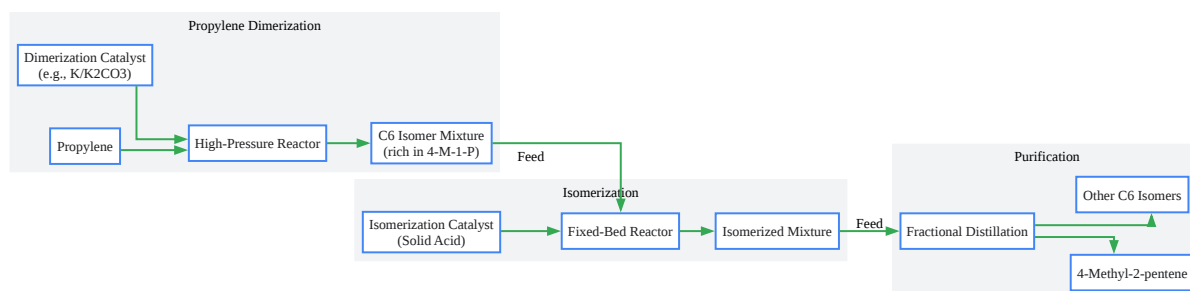 Propylene Dimerization
Dimerization Catalyst
(e.g., K/K2CO3)
Propylene
High-Pressure Reactor
C6 Isomer Mixture
(rich in 4-M-1-P)
Feed
Isomerization
Isomerization Catalyst
(Solid Acid)
Fixed-Bed Reactor
Isomerized Mixture
Feed
Purification
Fractional Distillation
Other C6 Isomers
4-Methyl-2-pentene